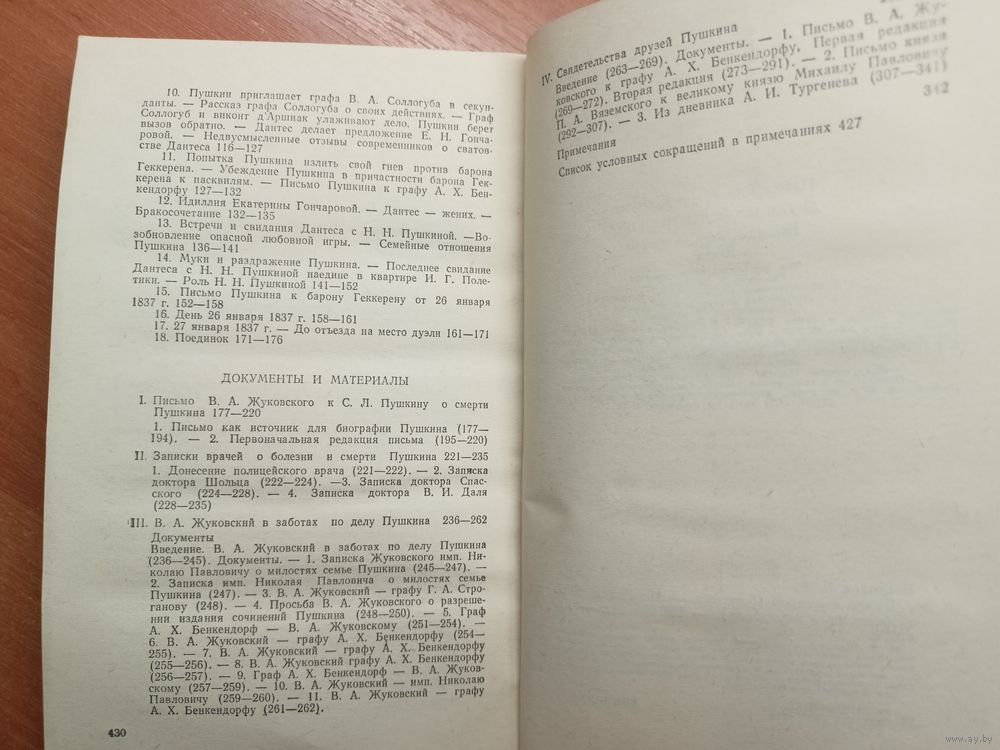 10. Пушкин приглашает графа В. А. Соллогуба в секун-
данты. — Рассказ графа Соллогуба о своих действиях. — Граф
Соллогуб и виконт д'Аршиак улаживают дело. Пушкин берет
вызов обратно. — Дантес делает предложение Е. Н. Гонча-
ровой. — Недвусмысленные отзывы современников о сватов-
стве Дантеса 116—127
11. Попытка Пушкина излить свой гнев против барона
Геккерена. — Убеждение Пушкина в причастности барона Гек-
керена к пасквилям. — Письмо Пушкина к графу А. Х. Бен-
кендорфу 127—132
12. Идиллия Екатерины Гончаровой. — Дантес — жених. —
Бракосочетание 132—135
13. Встречи и свидания Дантеса с Н. Н. Пушкиной. —Во-
зобновление опасной любовной игры. — Семейные отношения
Пушкина 136—141
14. Муки и раздражение Пушкина. — Последнее свидание
Дантеса с Н. Н. Пушкиной наедине в квартире И. Г. Поле-
тики. — Роль Н. Н. Пушкиной 141—152
15. Письмо Пушкина к барону Геккерену от 26 января
1837 г. 152—158
16. День 26 января 1837 г. 158—161
17. 27 января 1837 г. — До отъезда на место дуэли 161—171
18. Поединок 171—176
ДОКУМЕНТЫ И МАТЕРИАЛЫ
I. Письмо В. А. Жуковского к С. Л. Пушкину о смерти
Пушкина 177—220
1. Письмо как источник для биографии Пушкина (177—
194). — 2. Первоначальная редакция письма (195—220)
II. Записки врачей о болезни и смерти Пушкина 221—235
1. Донесение полицейского врача (221—222). — 2. Записка
доктора Шольца (222—224). —3. Записка доктора Спас-
ского (224—228). — 4. Записка доктора В. И. Даля
(228—235)
III. В. А. Жуковский в заботах по делу Пушкина 236—262
Документы
Введение. В. А. Жуковский в заботах по делу Пушкина
(236—245). Документы. — 1. Записка Жуковского имп. Ни-
колаю Павловичу о милостях семье Пушкина (245—247). —
2. Записка имп. Николая Павловича о милостях семье
Пушкина (247). — 3. В. А. Жуковский — графу Г. А. Стро-
ганову (248). — 4. Просьба В. А. Жуковского о разреше-
нии издания сочинений Пушкина (248—250). — 5. Граф
А. Х. Бенкендорф — В. А. Жуковскому (251—254). —
6. В. А. Жуковский — графу А. Х. Бенкендорфу (254—
255). — 7. В. А. Жуковский — графу А. Х. Бенкендорфу
(255—256). — 8. В. А. Жуковский графу А. Х. Бенкендорфу
(256—257). — 9. Граф А. Х. Бенкендорф — В. А. Жуков-
скому (257—259). — 10. В. А. Жуковский — имп. Николаю
Павловичу (259—260). — 11. В. А. Жуковский — графу
А. Х. Бенкендорфу (261—262).
430
IV. Свидетельства друзей Пушкина
Введение (263—269). Документы. — 1. Письмо В. А. Жу-
ковского к графу А. Х. Бенкендорфу. Первая редакция
(269—272). Вторая редакция (273—291). — 2. Письмо князя
П. А. Вяземского к великому князю Михаилу Павловичу
(292—307). — 3. Из дневника А. И. Тургенева (307—341)
Примечания 342
Список условных сокращений в примечаниях 427
www.ay.by